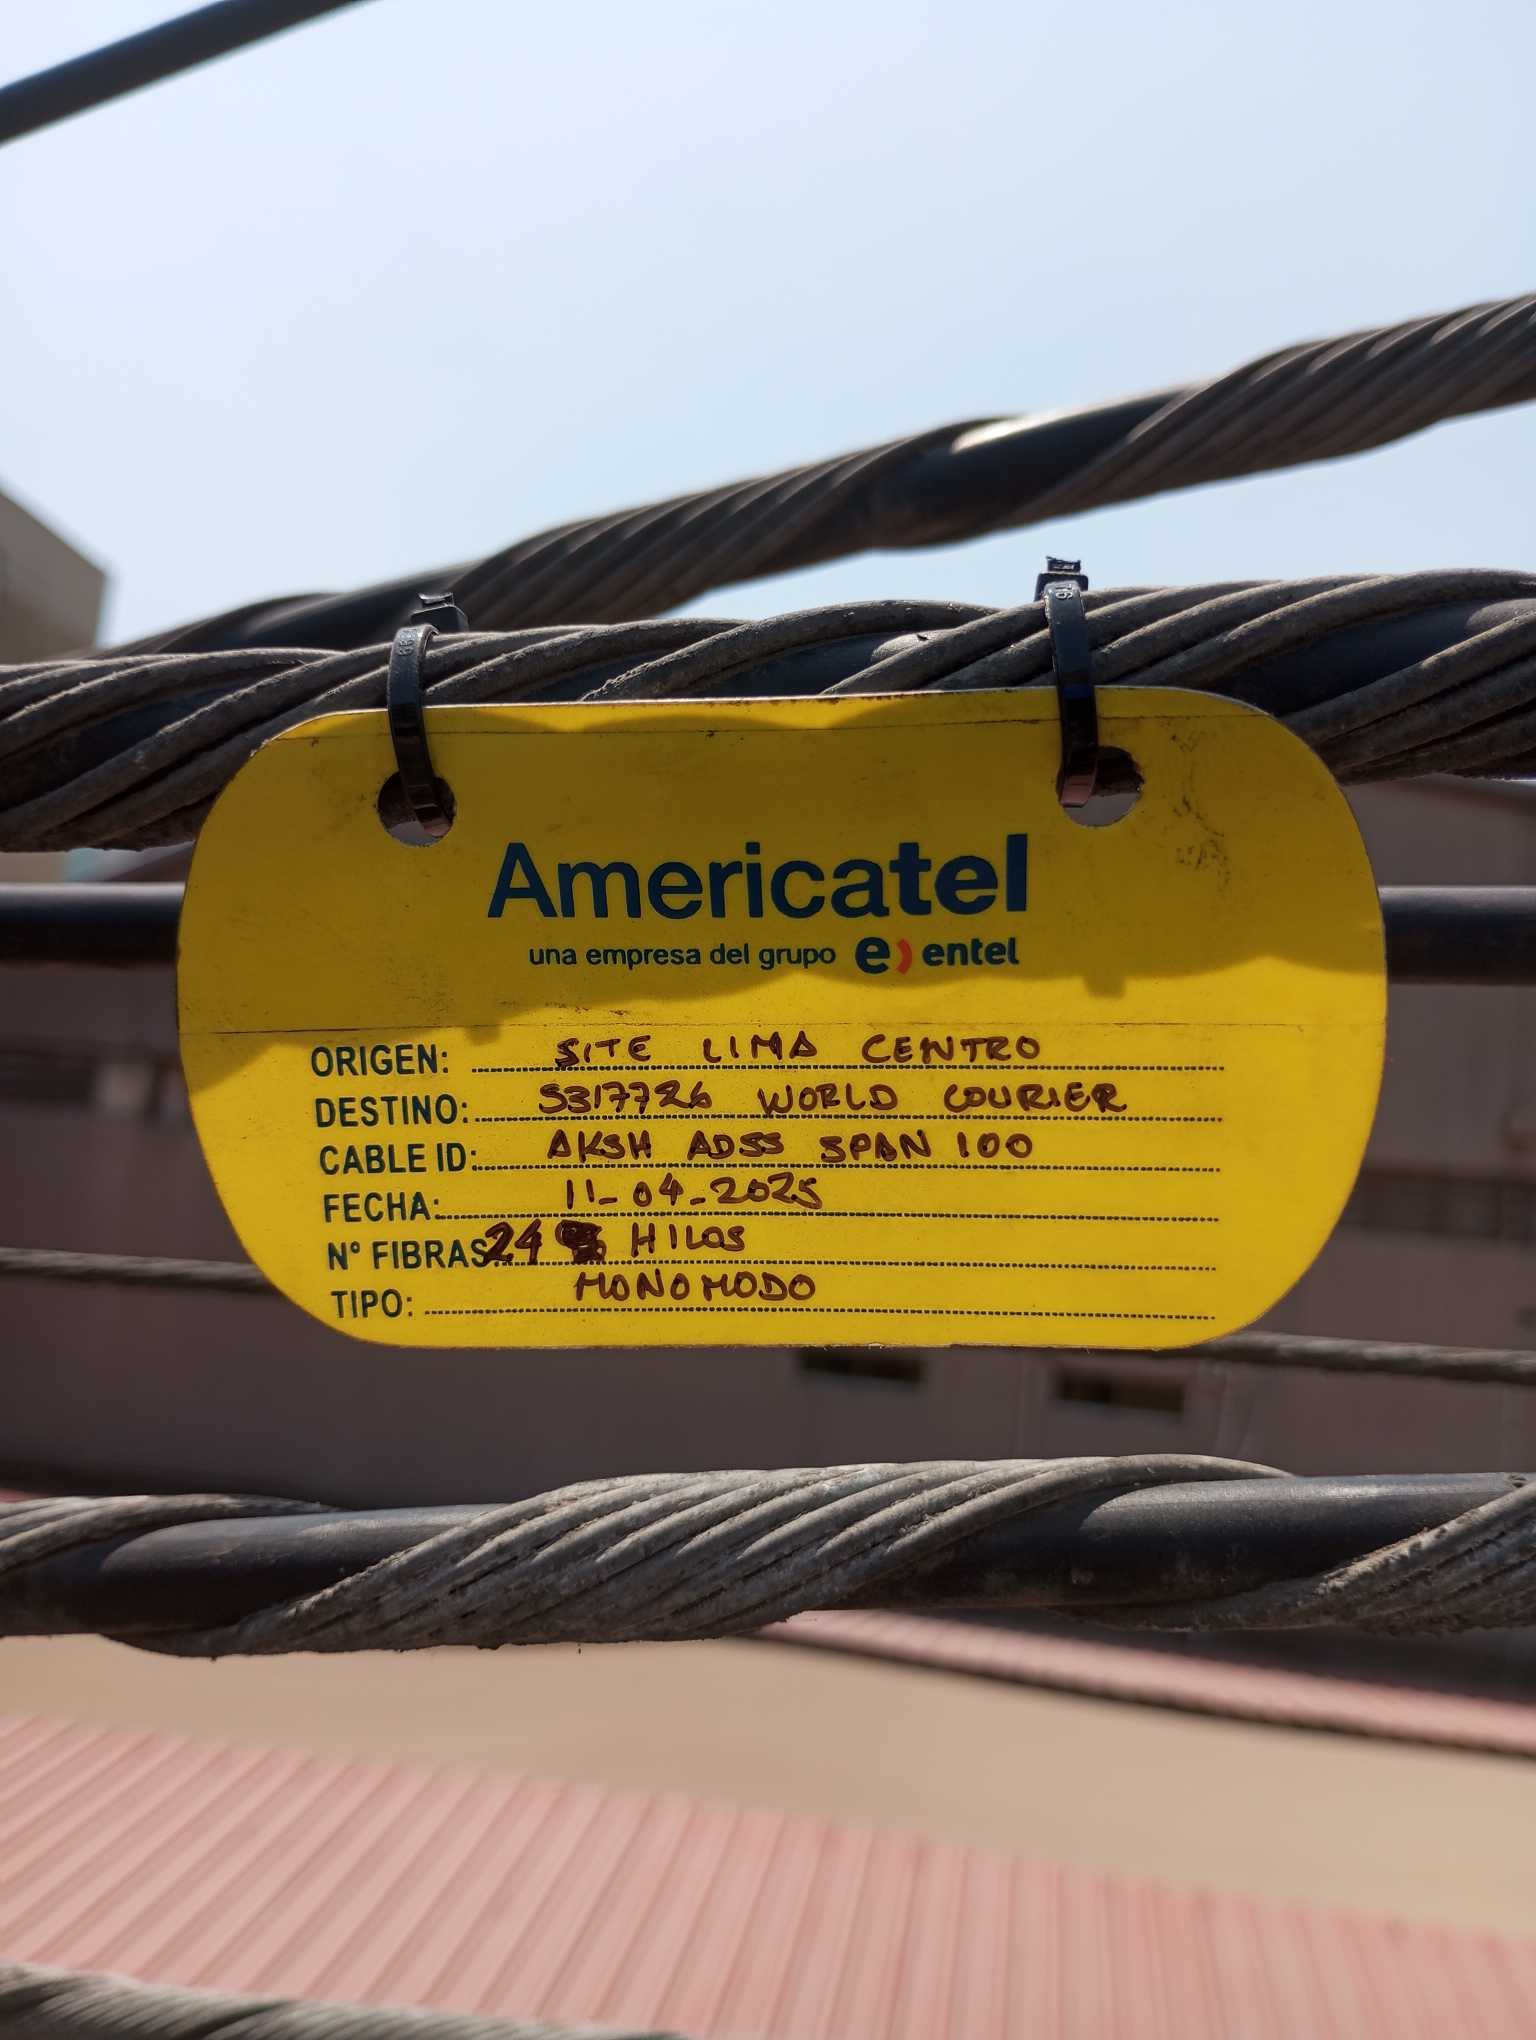 Americatel
una empresa del grupo e) entel
ORIGEN: SITE LIMA CENTRO
DESTINO: S317726 WORLD COURIER
CABLE ID: AKSH ADSS SPAN 100
FECHA: 11-04-2025
N° FIBRAS: 24 HILOS
TIPO: MONOMODO